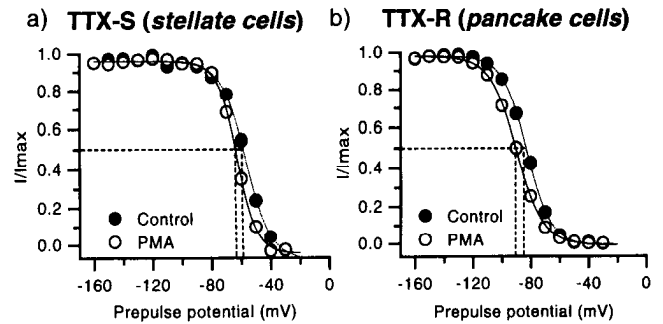 a) TTX-S (stellate cells)
I/Imax
1.0
0.8
0.6
0.4
0.2
0.0
Control
PMA
-160 -120 -80 -40 0
Prepulse potential (mV)
b) TTX-R (pancake cells)
I/Imax
1.0
0.8
0.6
0.4
0.2
0.0
Control
PMA
-160 -120 -80 -40 0
Prepulse potential (mV)